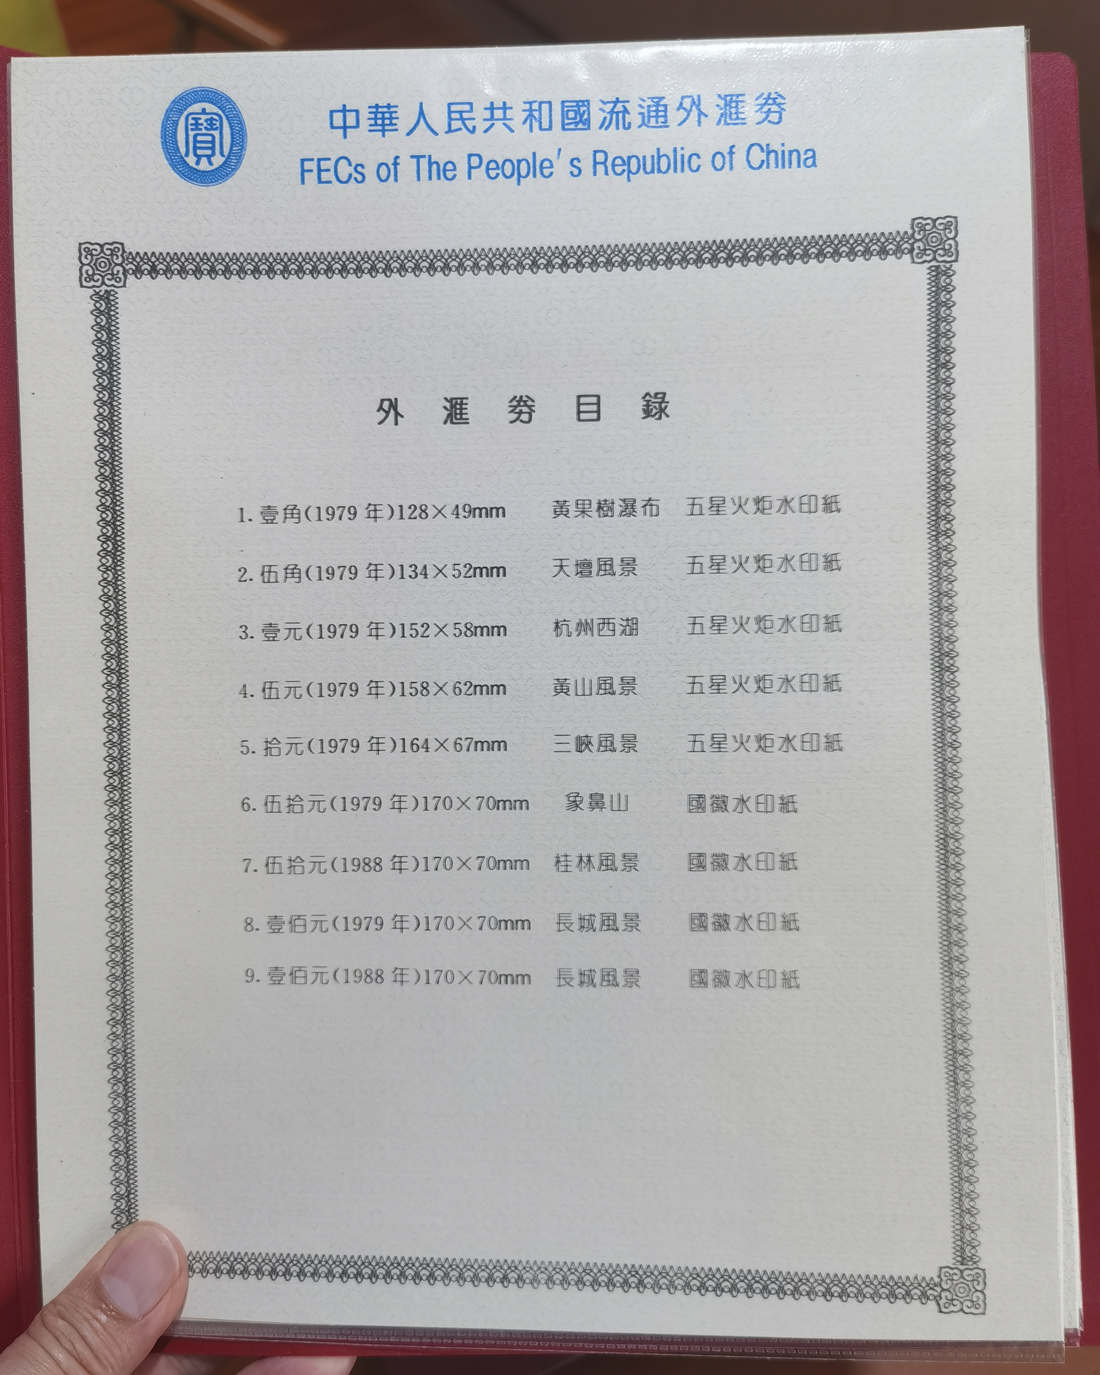 寶
中華人民共和國流通外滙券
FECs of The People's Republic of China
外滙券目錄
1. 壹角(1979 年)128×49mm 黃果樹瀑布 五星火炬水印紙
2. 伍角(1979 年)134×52mm 天壇風景 五星火炬水印紙
3. 壹元(1979 年)152×58mm 杭州西湖 五星火炬水印紙
4. 伍元(1979 年)158×62mm 黃山風景 五星火炬水印紙
5. 拾元(1979 年)164×67mm 三峽風景 五星火炬水印紙
6. 伍拾元(1979 年)170×70mm 象鼻山 國徽水印紙
7. 伍拾元(1988 年)170×70mm 桂林風景 國徽水印紙
8. 壹佰元(1979 年)170×70mm 長城風景 國徽水印紙
9. 壹佰元(1988 年)170×70mm 長城風景 國徽水印紙